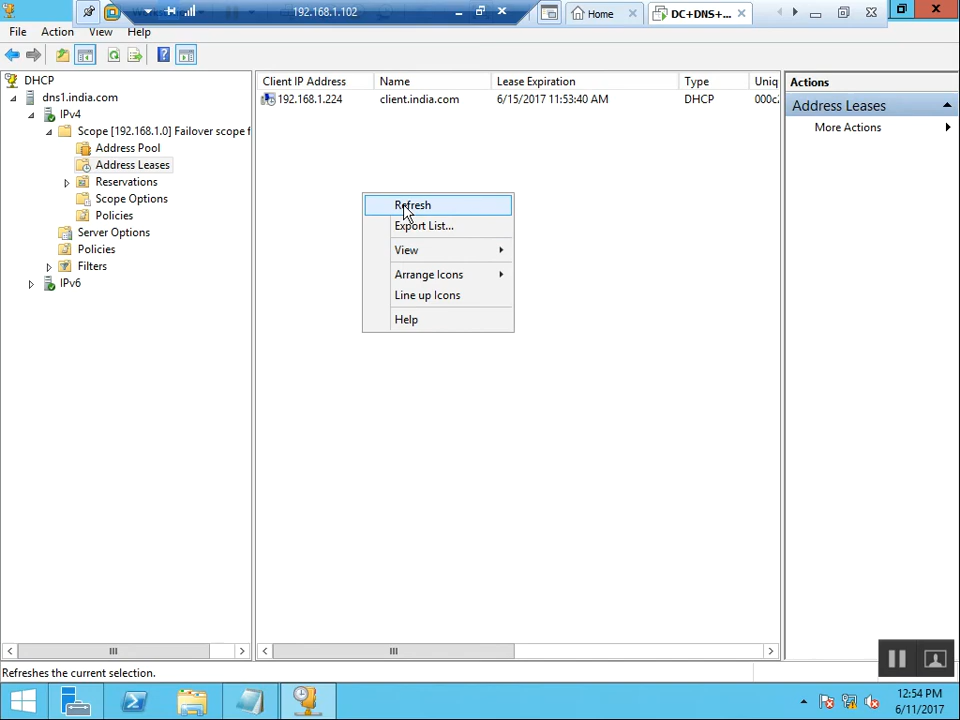 192.168.1.102
Home
DC+DNS+...
File Action View Help
DHCP
dns1.india.com
IPv4
Scope [192.168.1.0] Failover scope f
Address Pool
Address Leases
Reservations
Scope Options
Policies
Server Options
Policies
Filters
IPv6
Client IP Address Name Lease Expiration Type Uniq
192.168.1.224 client.india.com 6/15/2017 11:53:40 AM DHCP 000c2
Refresh
Export List...
View
Arrange Icons
Line up Icons
Help
Actions
Address Leases
More Actions
Refreshes the current selection.
12:54 PM
6/11/2017